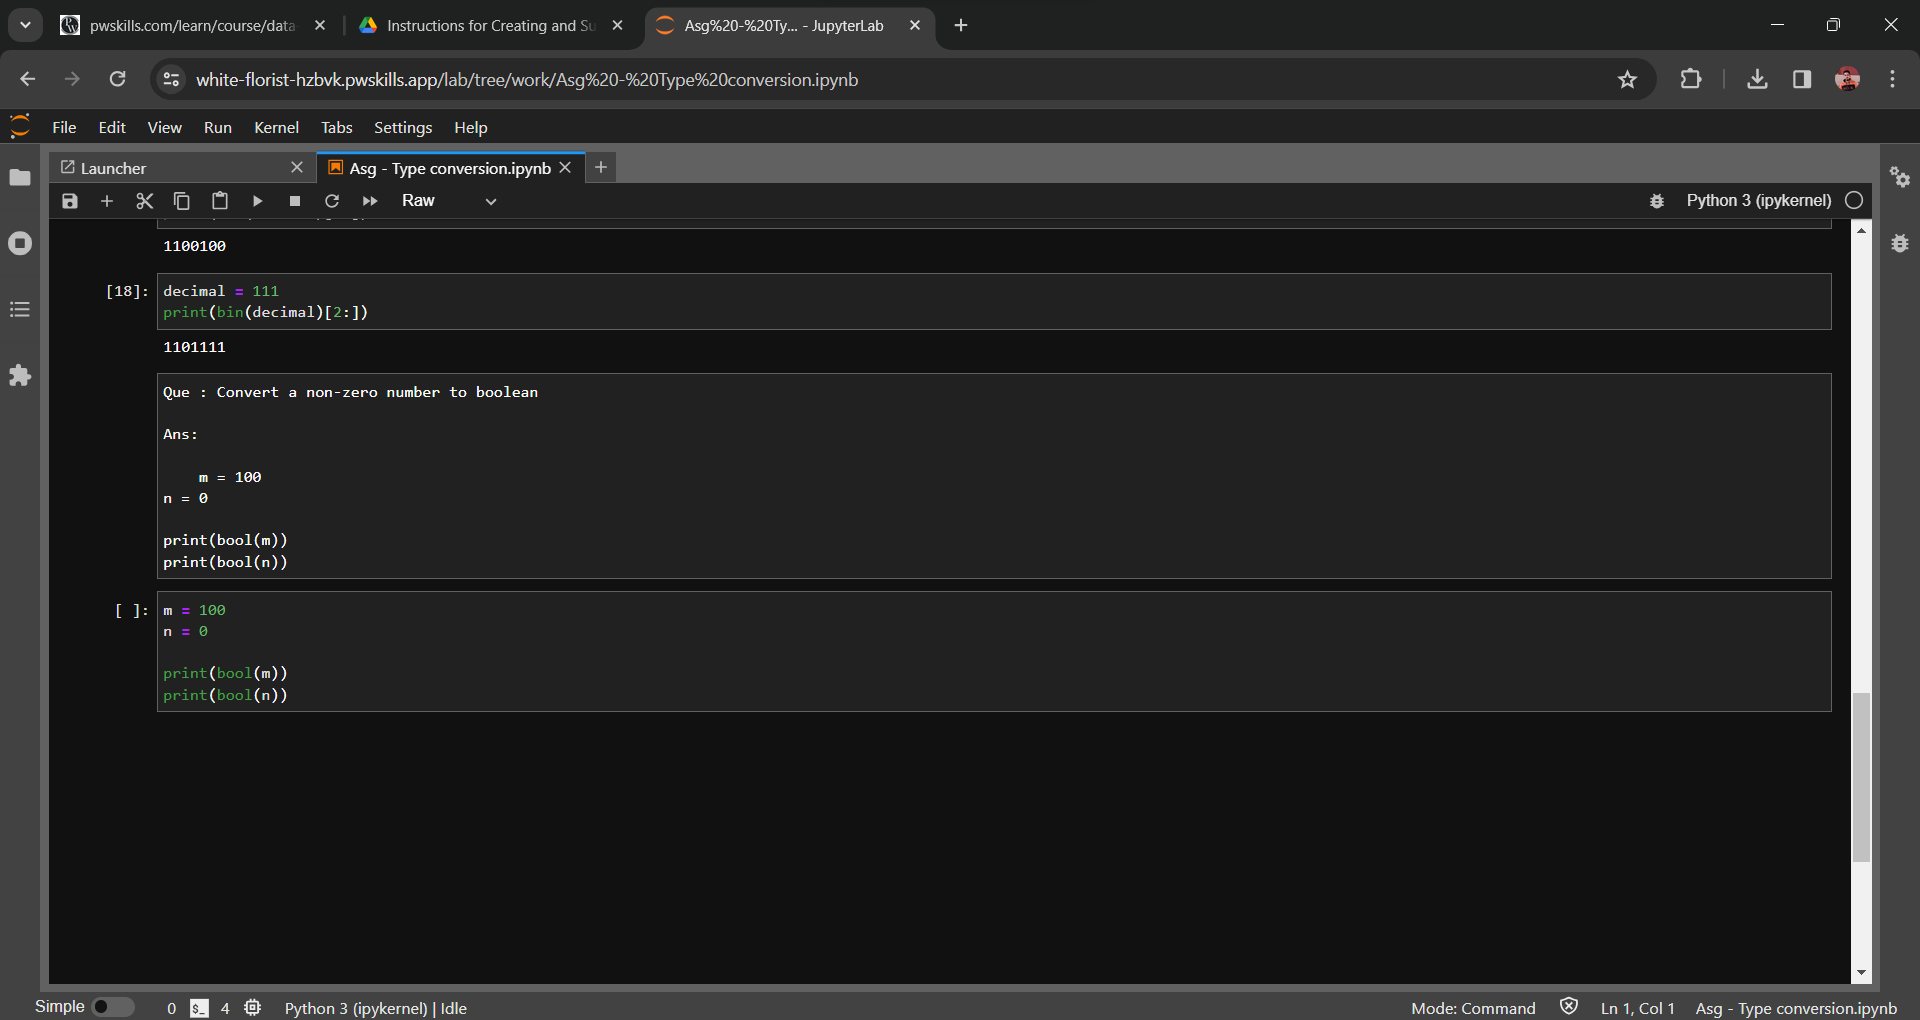 pwskills.com/learn/course/data-
Instructions for Creating and Su
Asg%20-%20Ty... - JupyterLab
white-florist-hzbvk.pwskills.app/lab/tree/work/Asg%20-%20Type%20conversion.ipynb
File Edit View Run Kernel Tabs Settings Help
Launcher
Asg - Type conversion.ipynb
Raw
Python 3 (ipykernel)
1100100
[18]: decimal = 111
print(bin(decimal)[2:])
1101111
Que : Convert a non-zero number to boolean
Ans:
    m = 100
n = 0
print(bool(m))
print(bool(n))
[ ]: m = 100
n = 0
print(bool(m))
print(bool(n))
Simple 0 $_ 4 Python 3 (ipykernel) | Idle Mode: Command Ln 1, Col 1 Asg - Type conversion.ipynb